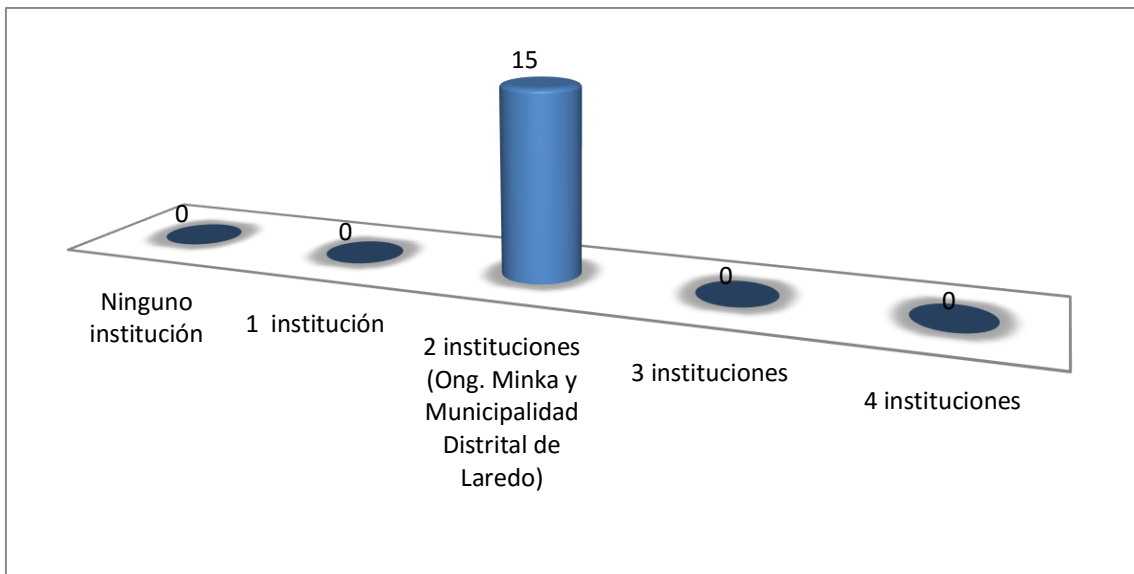 15
0
0
0
0
Ninguno
institución
1 institución
2 instituciones
(Ong. Minka y
Municipalidad
Distrital de
Laredo)
3 instituciones
4 instituciones